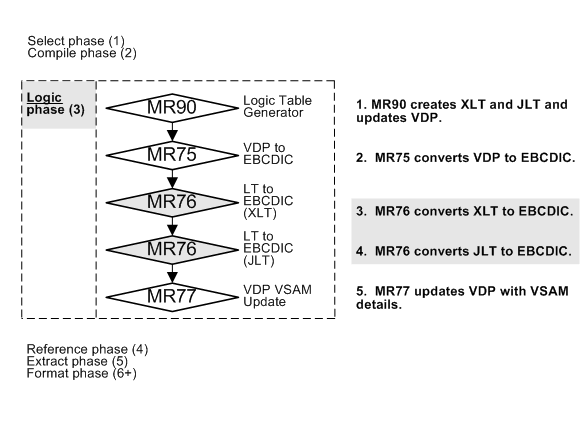 Select phase (1)
Compile phase (2)
Logic
phase (3)
MR90
Logic Table
Generator
1. MR90 creates XLT and JLT and
updates VDP.
MR75
VDP to
EBCDIC
2. MR75 converts VDP to EBCDIC.
MR76
LT to
EBCDIC
(XLT)
3. MR76 converts XLT to EBCDIC.
MR76
LT to
EBCDIC
(JLT)
4. MR76 converts JLT to EBCDIC.
MR77
VDP VSAM
Update
5. MR77 updates VDP with VSAM
details.
Reference phase (4)
Extract phase (5)
Format phase (6+)